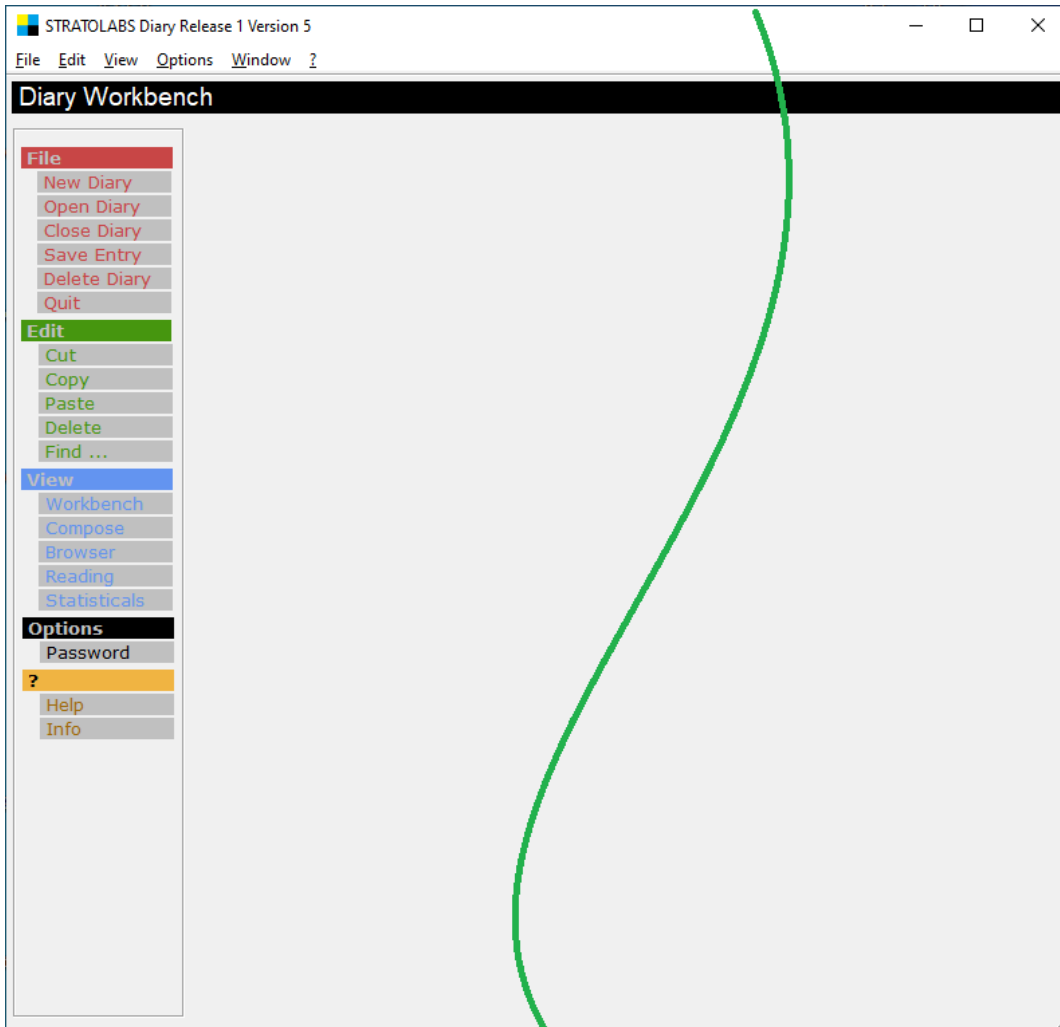 STRATOLABS Diary Release 1 Version 5
File Edit View Options Window ?
Diary Workbench
File
New Diary
Open Diary
Close Diary
Save Entry
Delete Diary
Quit
Edit
Cut
Copy
Paste
Delete
Find ...
View
Workbench
Compose
Browser
Reading
Statisticals
Options
Password
?
Help
Info